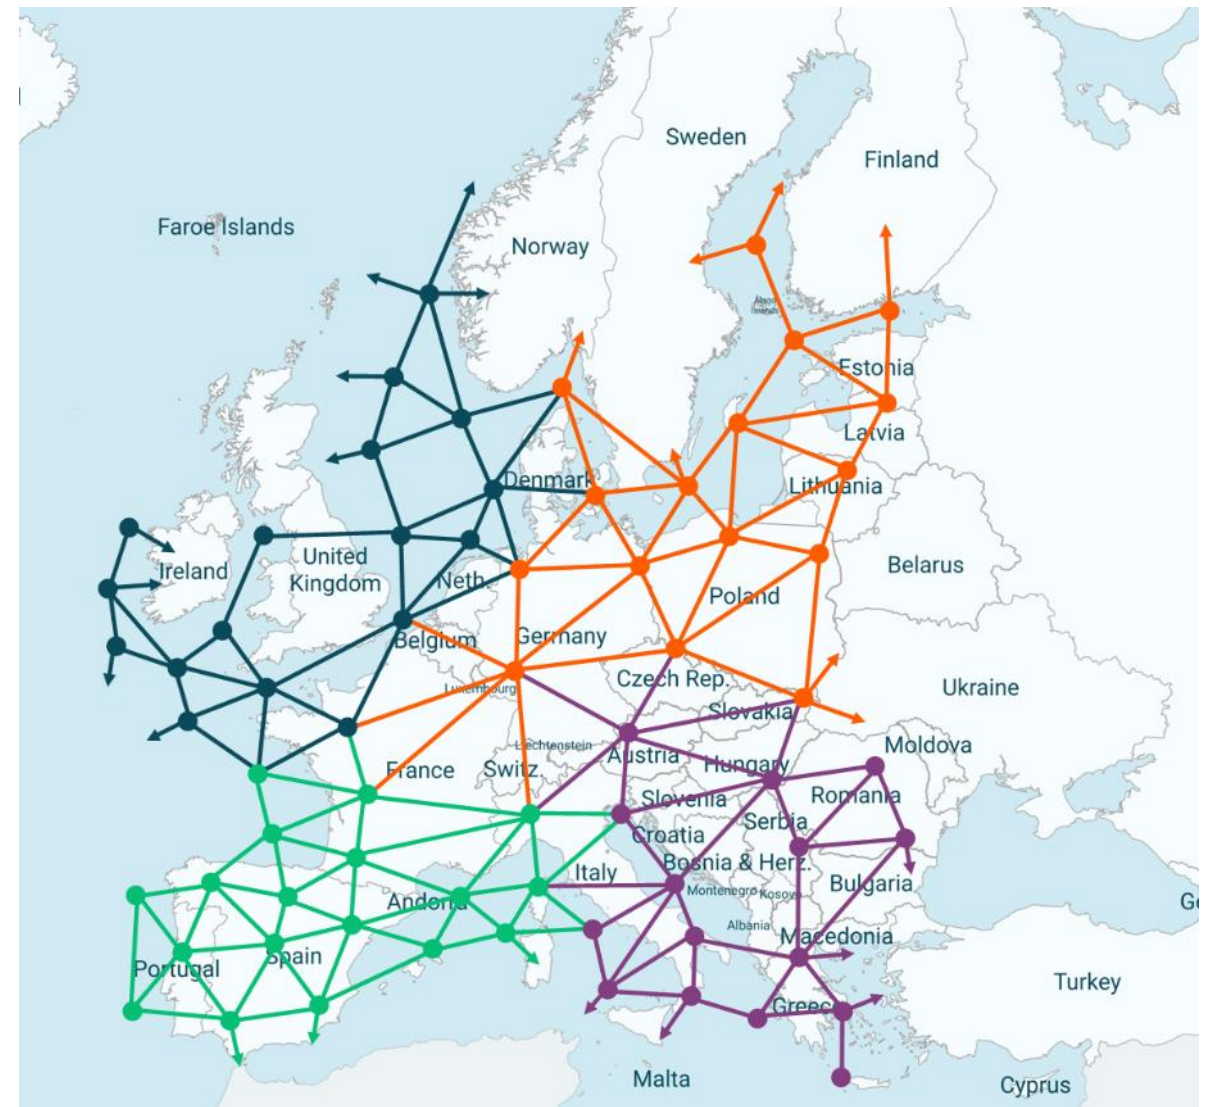 Sweden
Finland
Faroe Islands
Norway
Åland
Islands
Estonia
Latvia
Denmark
Lithuania
United
Kingdom
Ireland
Neth.
Belarus
Poland
Belgium
Germany
Luxembourg
Czech Rep.
Ukraine
Slovakia
Liechtenstein
Moldova
France
Switz.
Austria
Hungary
Slovenia
Romania
Croatia
Serbia
Bosnia & Herz.
Italy
Montenegro
Kosovo
Bulgaria
Andorra
Albania
Macedonia
Portugal
Spain
Turkey
Greece
Malta
Cyprus